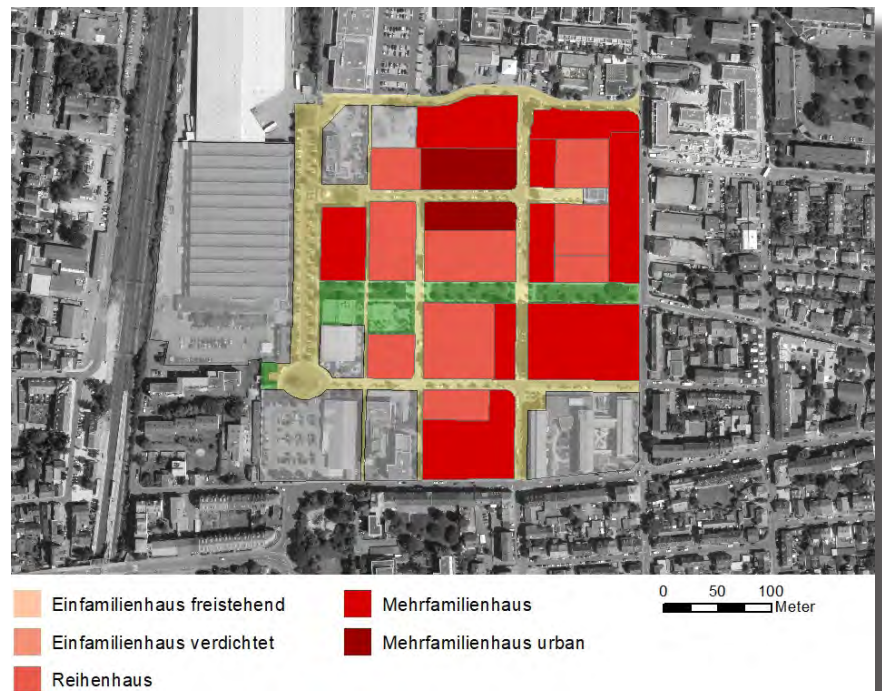 Einfamilienhaus freistehend
Einfamilienhaus verdichtet
Reihenhaus
Mehrfamilienhaus
Mehrfamilienhaus urban
0 50 100
Meter